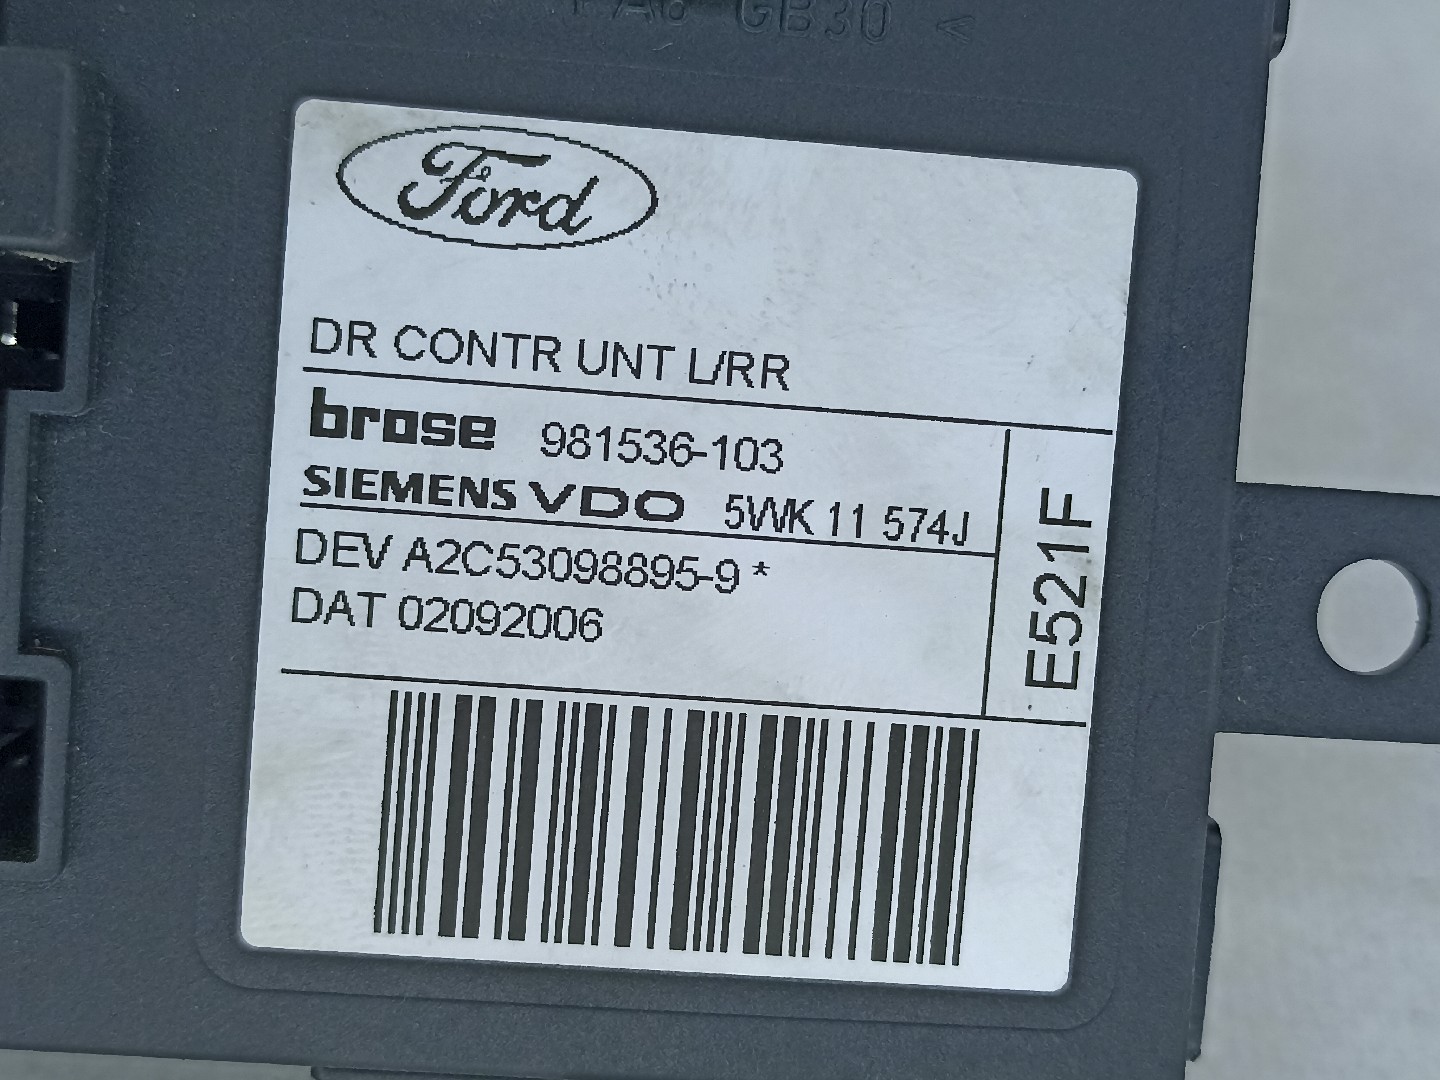 GB30 <
Ford
DR CONTR UNT L/RR
brose 981536-103
SIEMENS VDO 5WK 11 574J
DEV A2C53098895-9 *
DAT 02092006
E521F